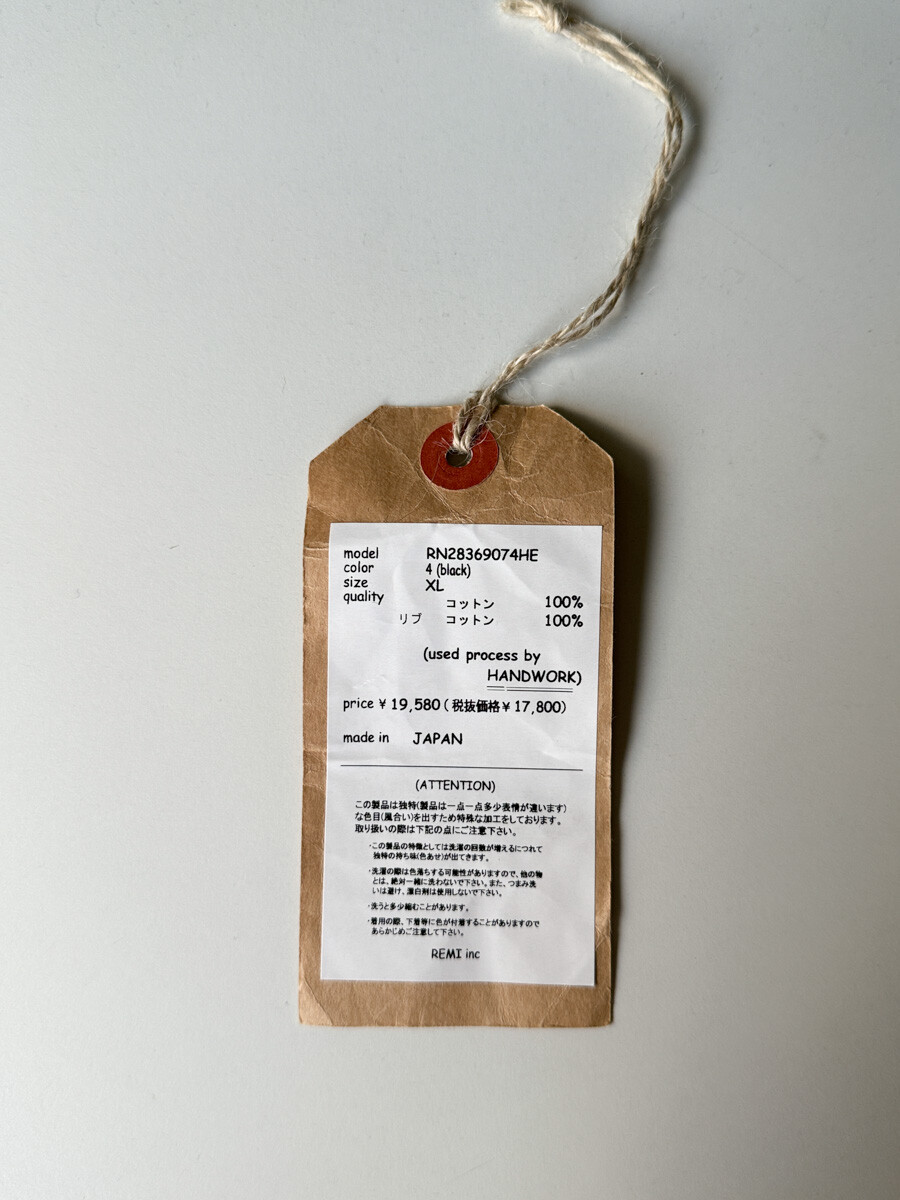 model RN28369074HE
color 4 (black)
size XL
quality コットン 100%
リブ コットン 100%
(used process by
HANDWORK)
price ¥ 19,580 ( 税抜価格 ¥ 17,800)
made in JAPAN
(ATTENTION)
この製品は独特(製品は一点一点多少表情が違います)
な色目(風合い)を出すため特殊な加工をしております。
取り扱いの際は下記の点にご注意下さい。
・この製品の特徴としては洗濯の回数が増えるにつれて
独特の持ち味(色あせ)が出てきます。
・洗濯の際は色落ちする可能性がありますので、他の物
とは、絶対一緒に洗わないで下さい。また、つまみ洗
いは避け、漂白剤は使用しないで下さい。
・洗うと多少縮むことがあります。
・着用の際、下着等に色が付着することがありますので
あらかじめご注意して下さい。
REMI inc